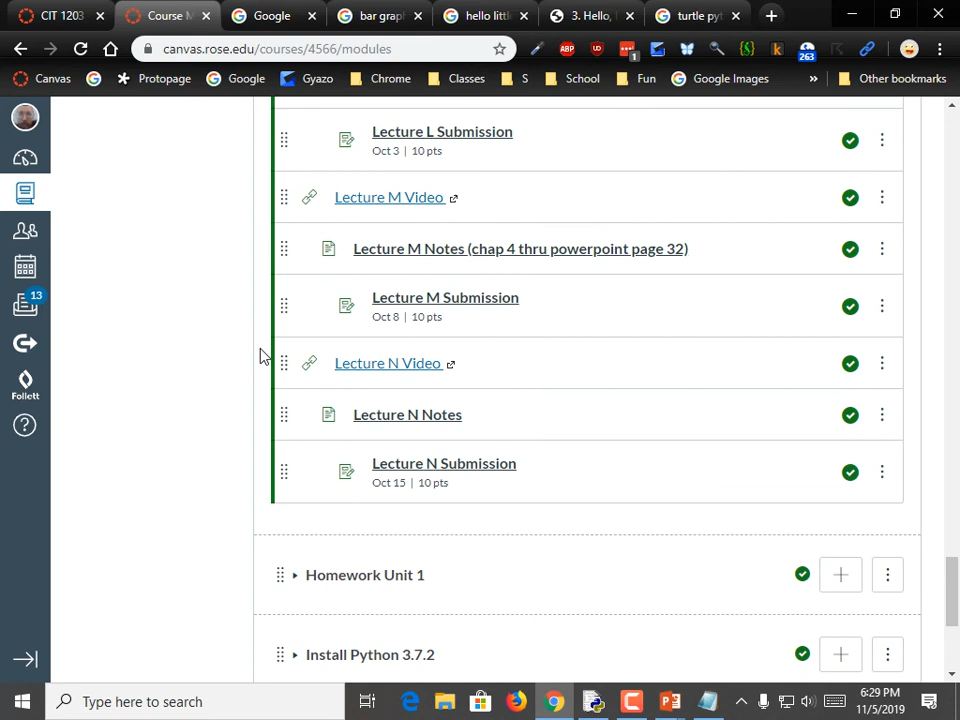 CIT 1203
Course M
Google
bar grap
hello littl
3. Hello,
turtle pyt
canvas.rose.edu/courses/4566/modules
ABP
1
263
Canvas
Protopage
Google
Gyazo
Chrome
Classes
S
School
Fun
Google Images
»
Other bookmarks
Lecture L Submission
Oct 3 | 10 pts
Lecture M Video
Lecture M Notes (chap 4 thru powerpoint page 32)
Lecture M Submission
Oct 8 | 10 pts
Lecture N Video
Lecture N Notes
Lecture N Submission
Oct 15 | 10 pts
Homework Unit 1
Install Python 3.7.2
13
Follett
Type here to search
6:29 PM
11/5/2019